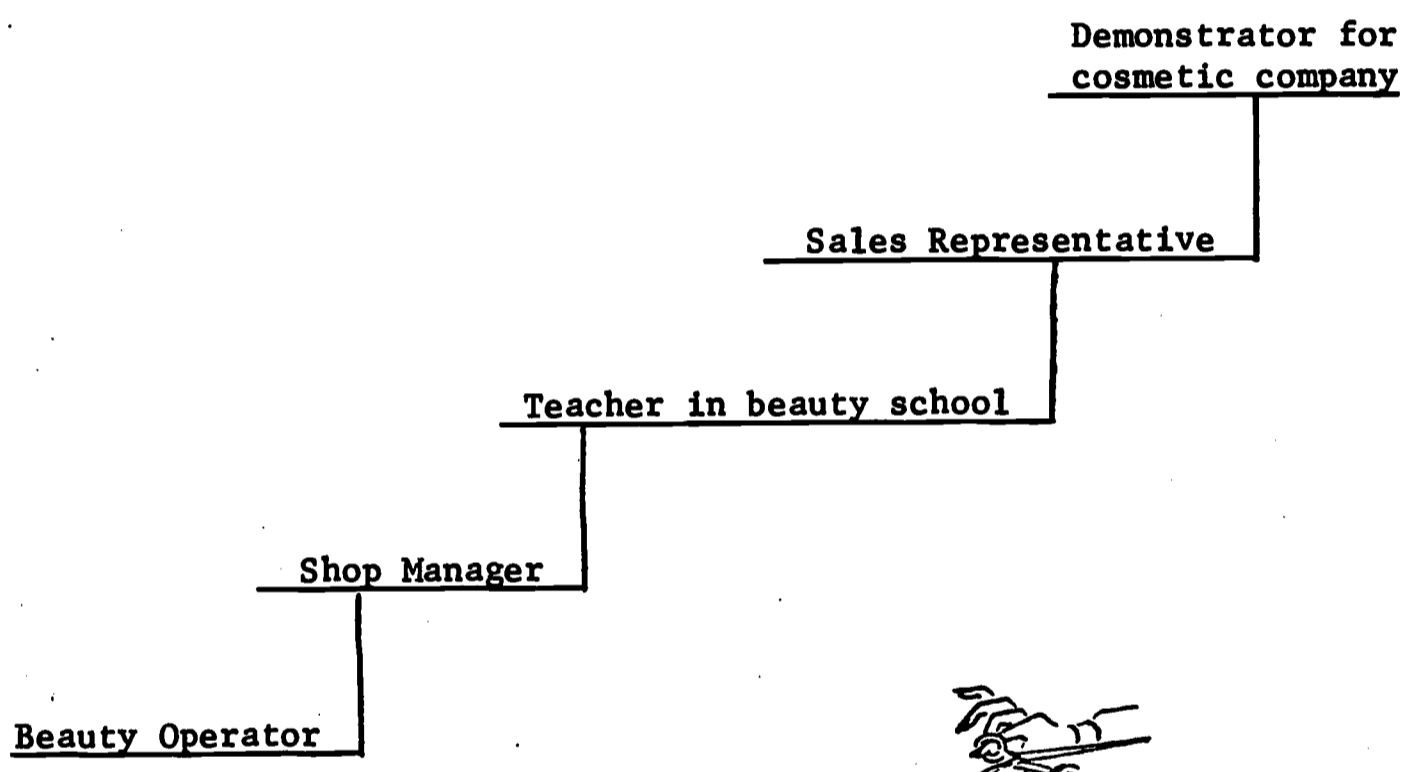 Demonstrator for
cosmetic company
Sales Representative
Teacher in beauty school
Shop Manager
Beauty Operator